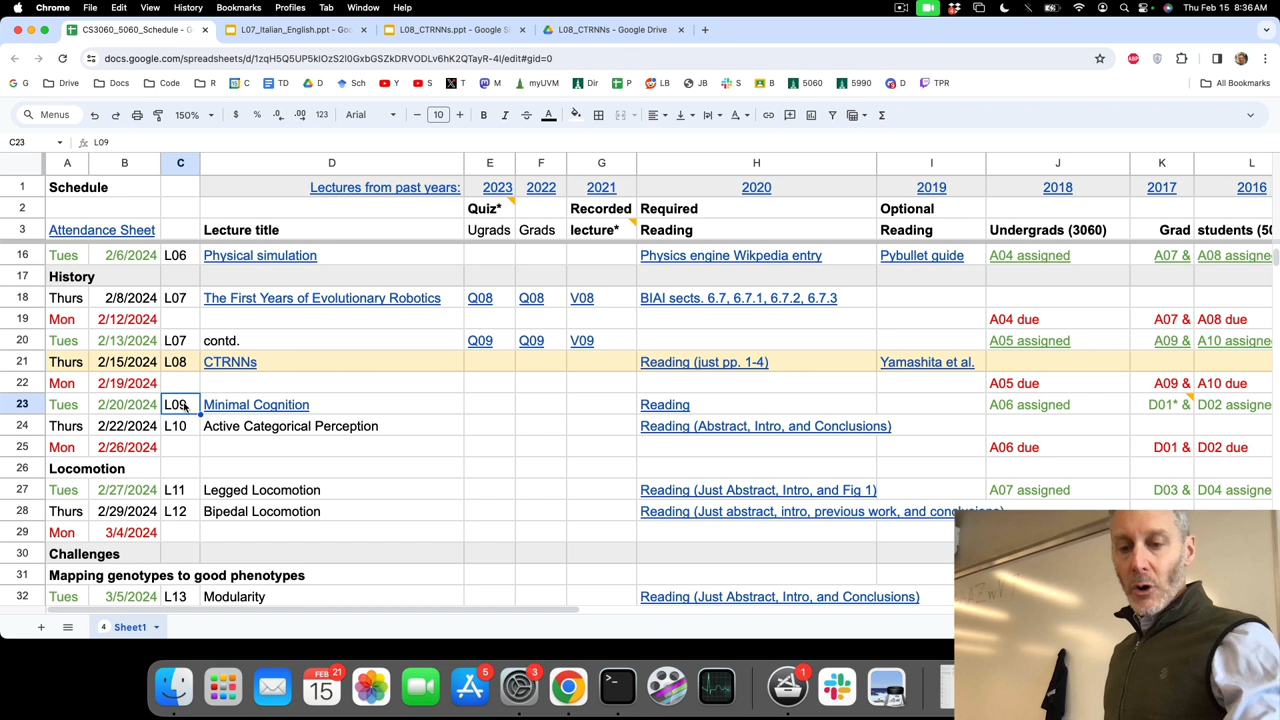 Chrome File Edit View History Bookmarks Profiles Tab Window Help Thu Feb 15 8:36AM
CS3060_5060_Schedule - G L07_Italian_English.ppt - Goo L08_CTRNNs.ppt - Google S L08_CTRNNs - Google Drive
docs.google.com/spreadsheets/d/1zqH5Q5UP5kIOzS2l0GxbGSZkDRVODLv6hK2QTayR-4I/edit#gid=0
G Drive Docs Code R C TD D Sch Y S T M myUVM Dir P LB JB S B 5060 5990 D TPR All Bookmarks
Menus 150% $ % .0 .00 123 Arial 10 B I A
C23 fx L09
A B C D E F G H I J K L
1 Schedule Lectures from past years: 2023 2022 2021 2020 2019 2018 2017 2016
2 Quiz* Recorded Required Optional
3 Attendance Sheet Lecture title Ugrads Grads lecture* Reading Reading Undergrads (3060) Grad students (50
16 Tues 2/6/2024 L06 Physical simulation Physics engine Wikpedia entry Pybullet guide A04 assigned A07 & A08 assigne
17 History
18 Thurs 2/8/2024 L07 The First Years of Evolutionary Robotics Q08 Q08 V08 BIAI sects. 6.7, 6.7.1, 6.7.2, 6.7.3
19 Mon 2/12/2024 A04 due A07 & A08 due
20 Tues 2/13/2024 L07 contd. Q09 Q09 V09 A05 assigned A09 & A10 assigne
21 Thurs 2/15/2024 L08 CTRNNs Reading (just pp. 1-4) Yamashita et al.
22 Mon 2/19/2024 A05 due A09 & A10 due
23 Tues 2/20/2024 L09 Minimal Cognition Reading A06 assigned D01* & D02 assigne
24 Thurs 2/22/2024 L10 Active Categorical Perception Reading (Abstract, Intro, and Conclusions)
25 Mon 2/26/2024 A06 due D01 & D02 due
26 Locomotion
27 Tues 2/27/2024 L11 Legged Locomotion Reading (Just Abstract, Intro, and Fig 1) A07 assigned D03 & D04 assigne
28 Thurs 2/29/2024 L12 Bipedal Locomotion Reading (Just abstract, intro, previous work, and conclusions)
29 Mon 3/4/2024
30 Challenges
31 Mapping genotypes to good phenotypes
32 Tues 3/5/2024 L13 Modularity Reading (Just Abstract, Intro, and Conclusions)
4 Sheet1
FEB 21
15 5 3 1